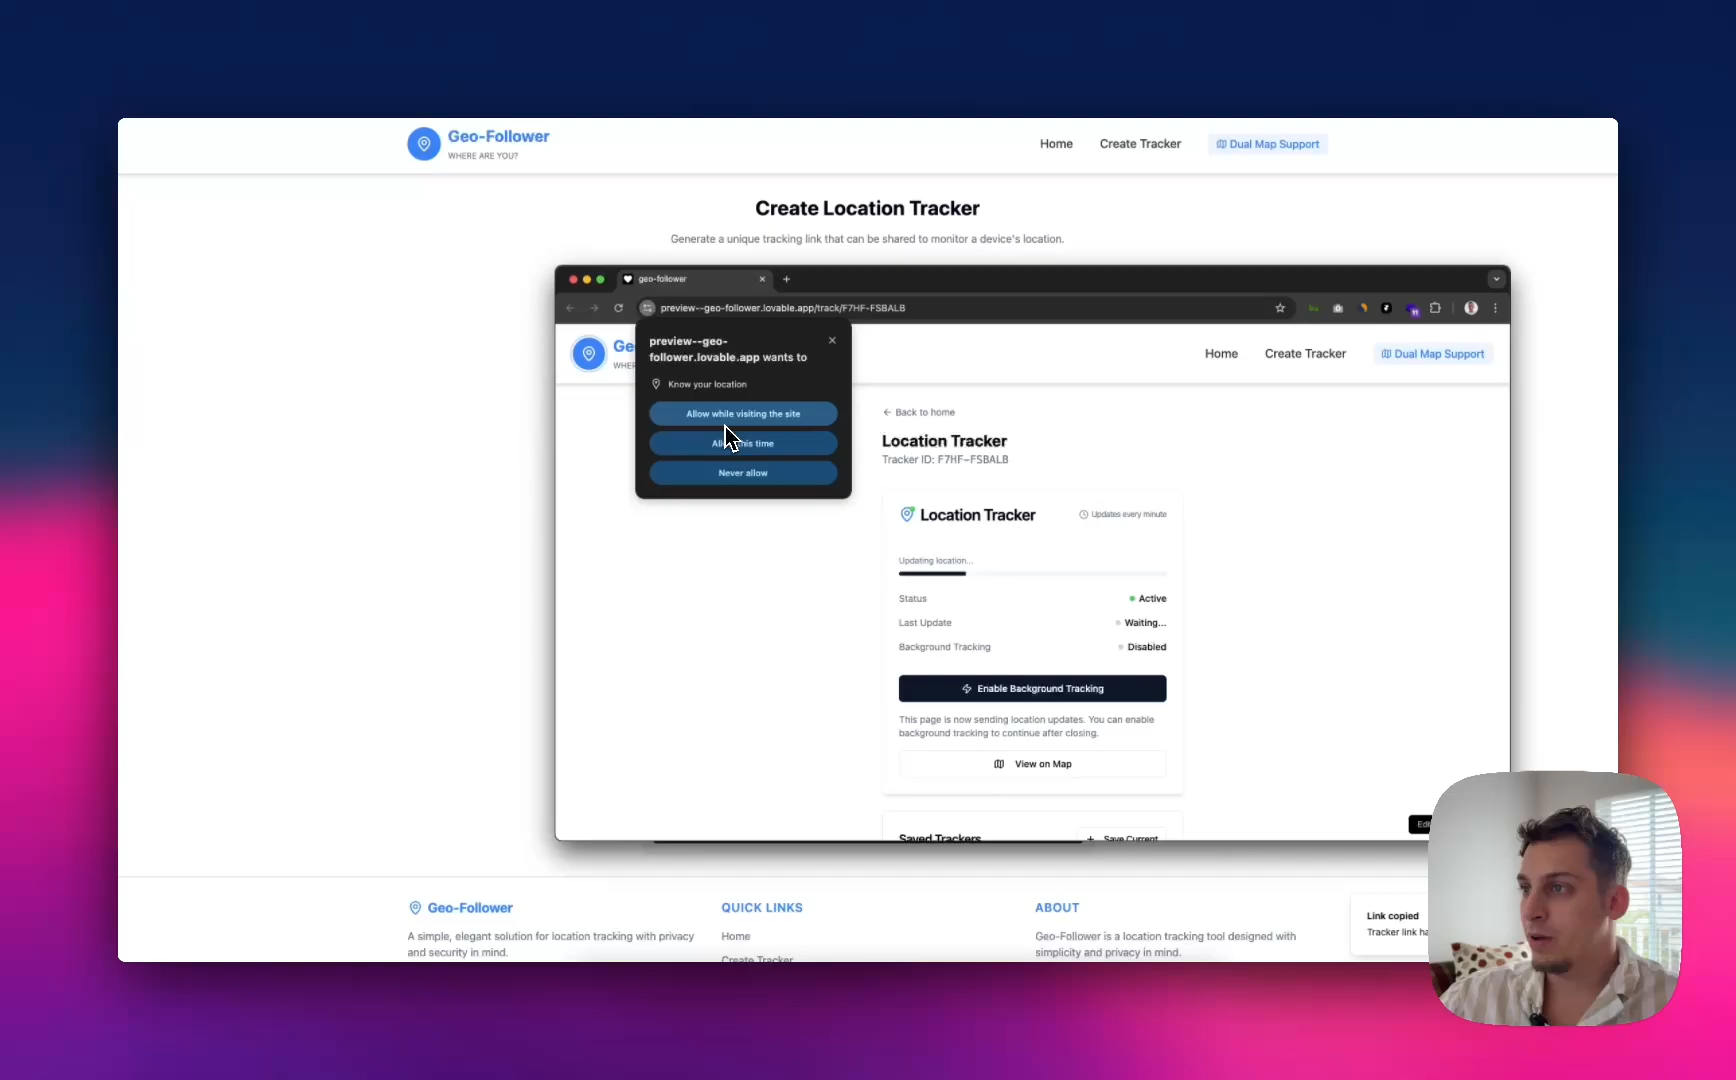 Geo-Follower
WHERE ARE YOU?
Home
Create Tracker
Dual Map Support
Create Location Tracker
Generate a unique tracking link that can be shared to monitor a device's location.
geo-follower
preview--geo-follower.lovable.app/track/F7HF-FSBALB
preview--geo-
follower.lovable.app wants to
Know your location
Allow while visiting the site
this time
Never allow
Home
Create Tracker
Dual Map Support
← Back to home
Location Tracker
Tracker ID: F7HF-FSBALB
Location Tracker
Updates every minute
Updating location...
Status
Active
Last Update
Waiting...
Background Tracking
Disabled
Enable Background Tracking
This page is now sending location updates. You can enable
background tracking to continue after closing.
View on Map
Saved Trackers
+ Save Current
Geo-Follower
A simple, elegant solution for location tracking with privacy
and security in mind.
QUICK LINKS
Home
Create Tracker
ABOUT
Geo-Follower is a location tracking tool designed with
simplicity and privacy in mind.
Link copied
Tracker link